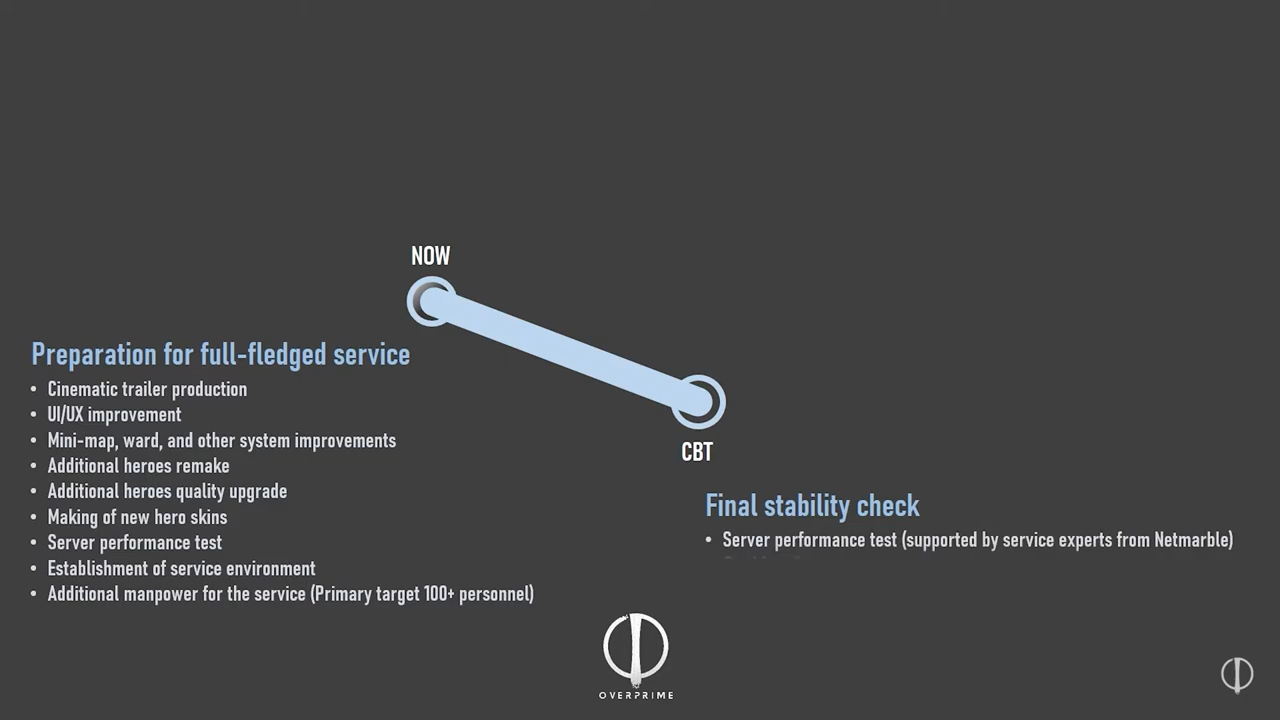 NOW
Preparation for full-fledged service
• Cinematic trailer production
• UI/UX improvement
• Mini-map, ward, and other system improvements
• Additional heroes remake
• Additional heroes quality upgrade
• Making of new hero skins
• Server performance test
• Establishment of service environment
• Additional manpower for the service (Primary target 100+ personnel)
CBT
Final stability check
• Server performance test (supported by service experts from Netmarble)
OVERPRIME